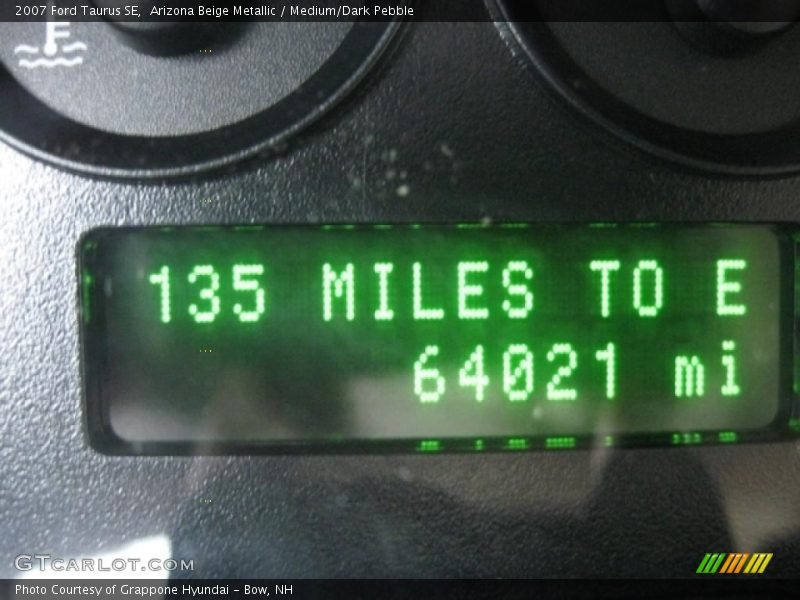 2007 Ford Taurus SE, Arizona Beige Metallic / Medium/Dark Pebble
135 MILES TO E
64021 mi
GTCARLOT.COM
Photo Courtesy of Grappone Hyundai - Bow, NH